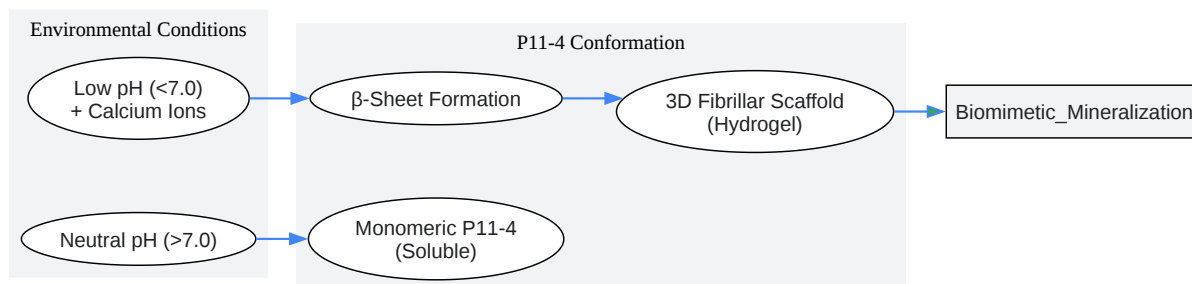 Environmental Conditions
P11-4 Conformation
Low pH (<7.0)
+ Calcium Ions
β-Sheet Formation
3D Fibrillar Scaffold
(Hydrogel)
Biomimetic_Mineralization
Neutral pH (>7.0)
Monomeric P11-4
(Soluble)